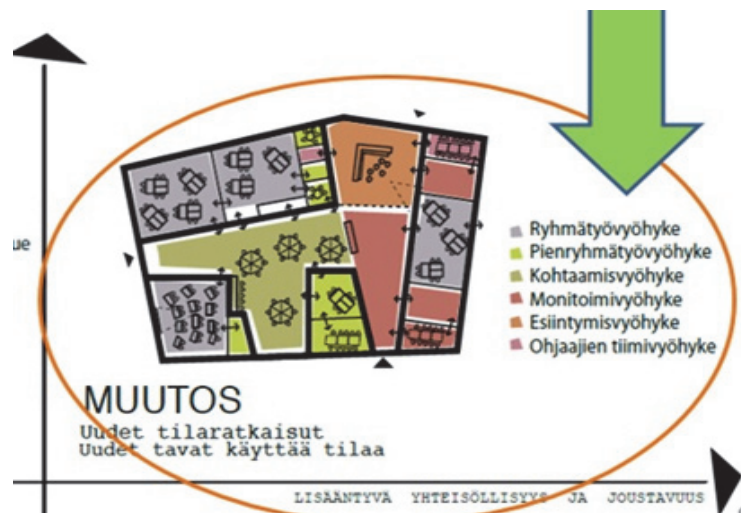 ue
Ryhmätyövyöhyke
Pienryhmätyövyöhyke
Kohtaamisvyöhyke
Monitoimivyöhyke
Esiintymisvyöhyke
Ohjaajien tiimivyöhyke
MUUTOS
Uudet tilaratkaisut
Uudet tavat käyttää tilaa
LISÄÄNTYVÄ YHTEISÖLLISYYS JA JOUSTAVUUS